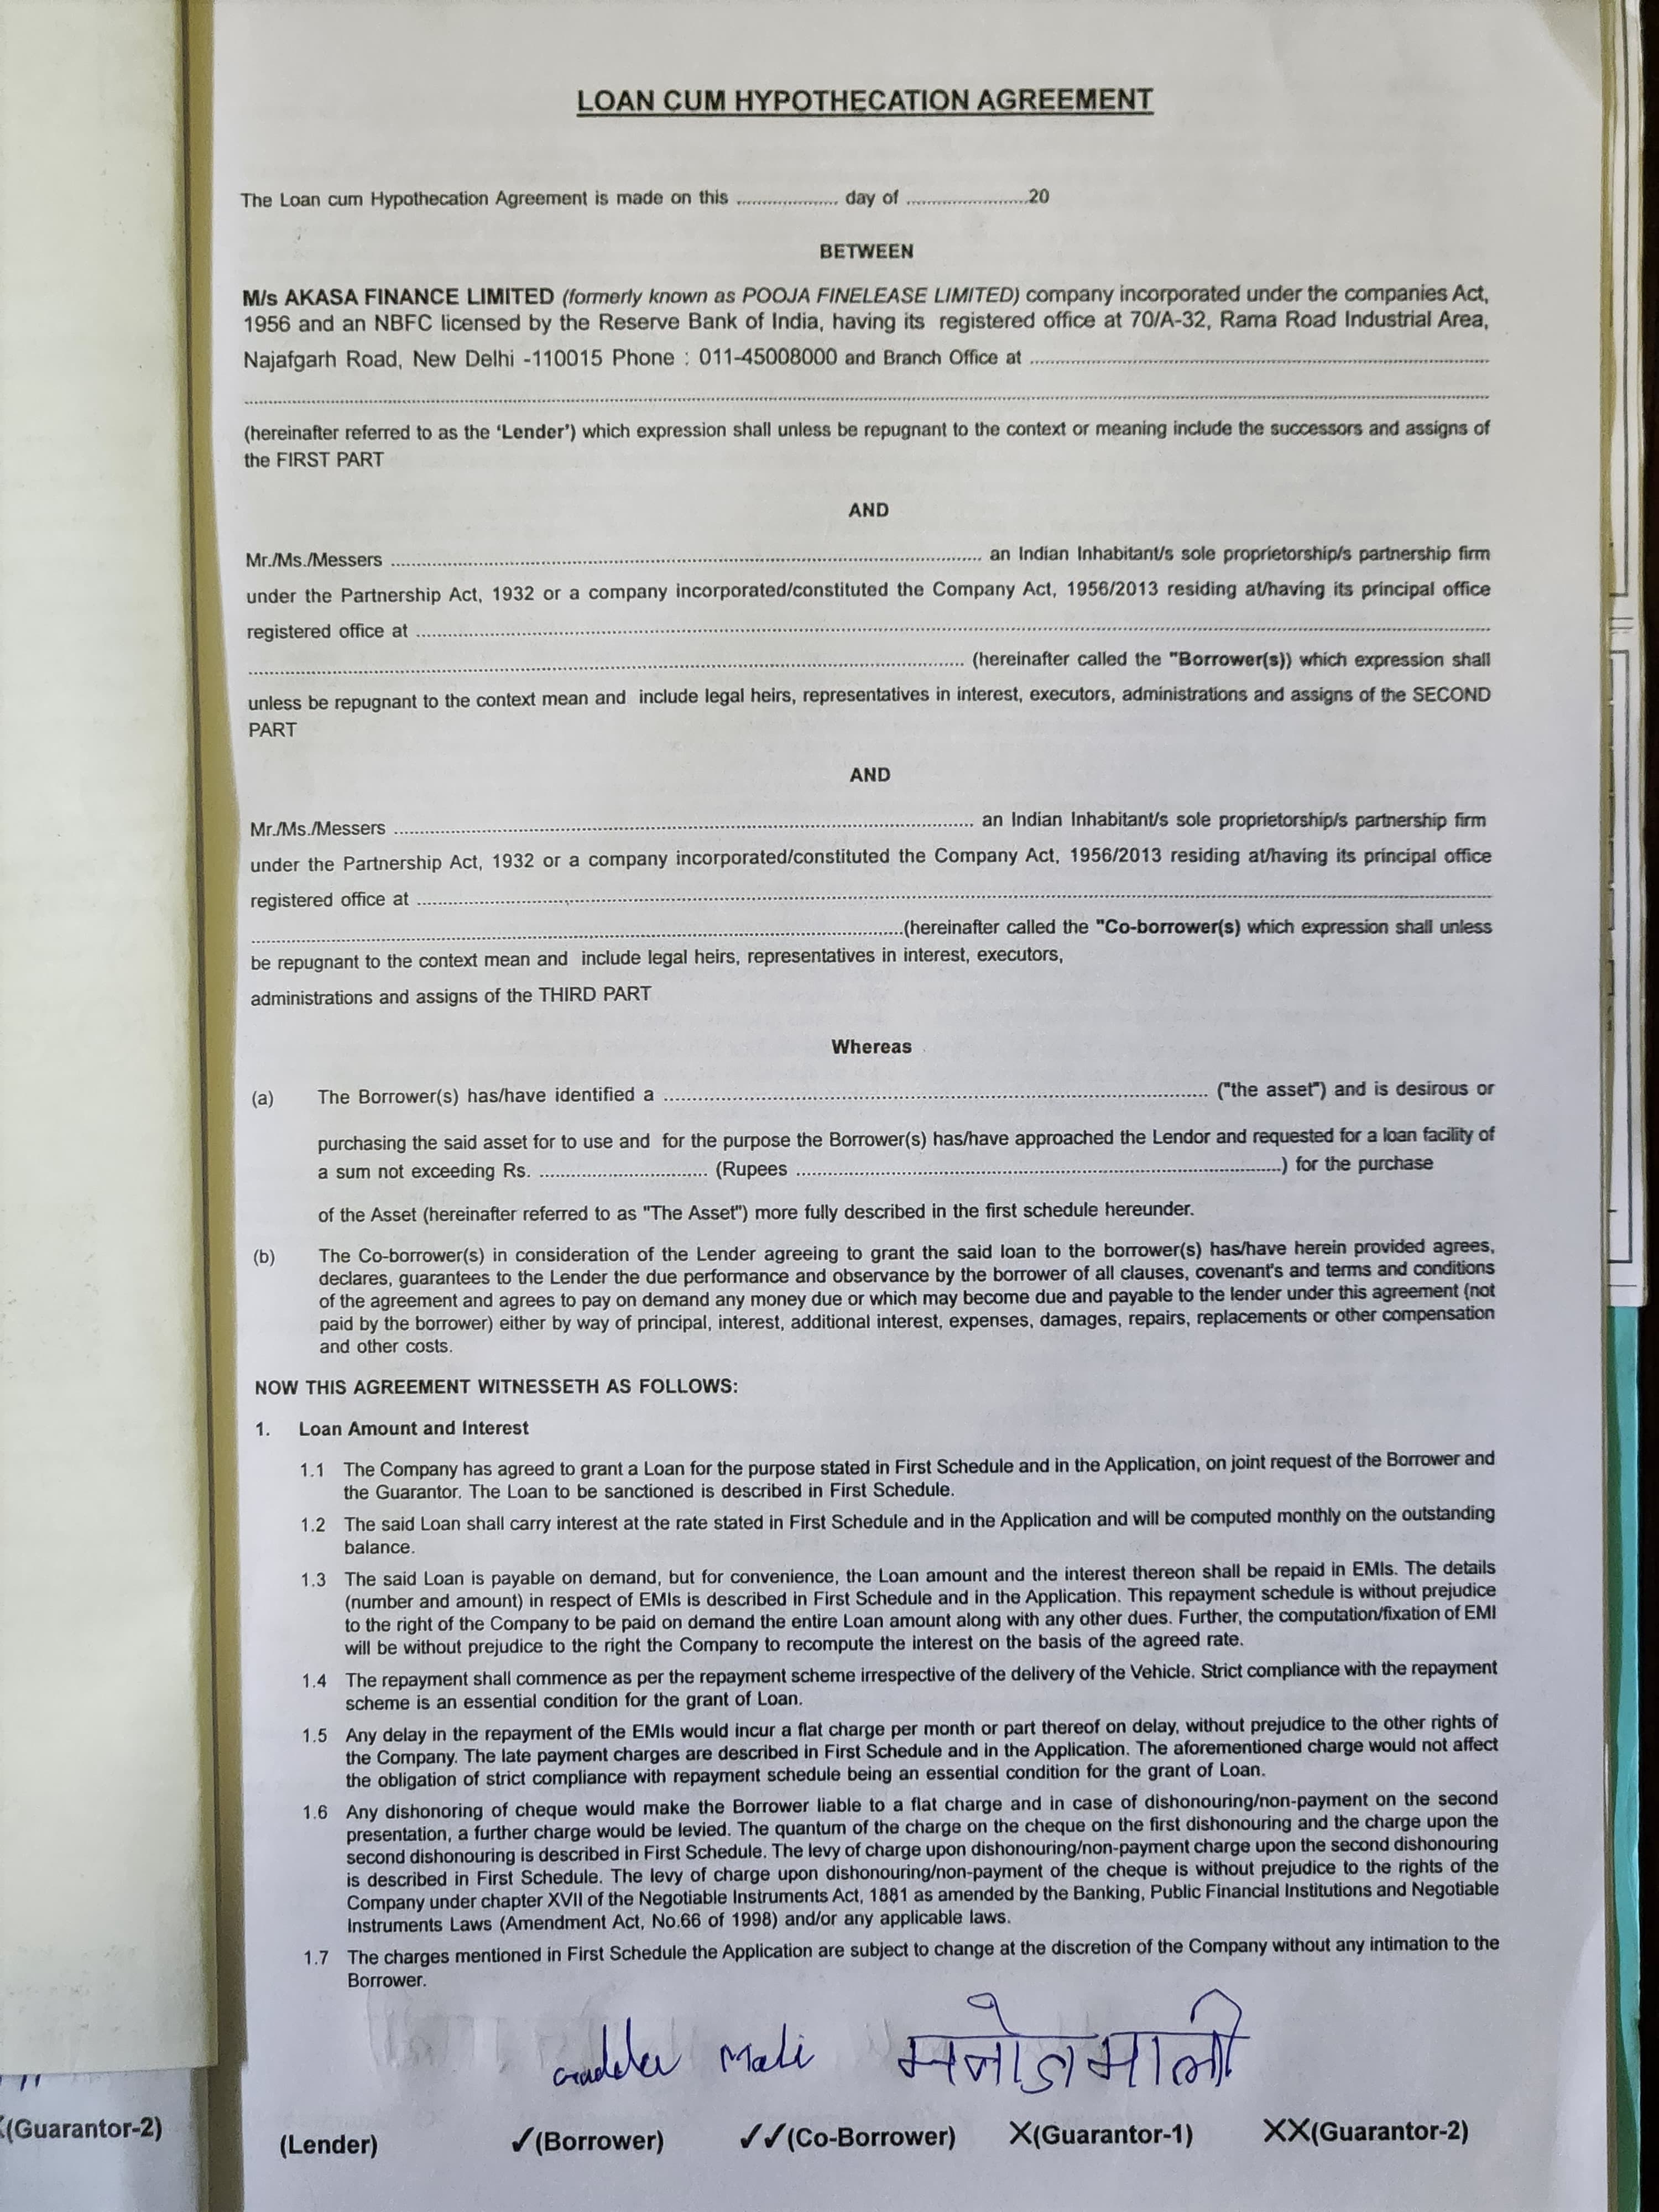 LOAN CUM HYPOTHECATION AGREEMENT
The Loan cum Hypothecation Agreement is made on this .................... day of ........................20
BETWEEN
M/s AKASA FINANCE LIMITED (formerly known as POOJA FINELEASE LIMITED) company incorporated under the companies Act,
1956 and an NBFC licensed by the Reserve Bank of India, having its registered office at 70/A-32, Rama Road Industrial Area,
Najafgarh Road, New Delhi -110015 Phone : 011-45008000 and Branch Office at ....................
....................
(hereinafter referred to as the 'Lender') which expression shall unless be repugnant to the context or meaning include the successors and assigns of
the FIRST PART
AND
Mr./Ms./Messers .................... an Indian Inhabitant/s sole proprietorship/s partnership firm
under the Partnership Act, 1932 or a company incorporated/constituted the Company Act, 1956/2013 residing at/having its principal office
registered office at ....................
.................... (hereinafter called the "Borrower(s)) which expression shall
unless be repugnant to the context mean and include legal heirs, representatives in interest, executors, administrations and assigns of the SECOND
PART
AND
Mr./Ms./Messers .................... an Indian Inhabitant/s sole proprietorship/s partnership firm
under the Partnership Act, 1932 or a company incorporated/constituted the Company Act, 1956/2013 residing at/having its principal office
registered office at ....................
....................(hereinafter called the "Co-borrower(s) which expression shall unless
be repugnant to the context mean and include legal heirs, representatives in interest, executors,
administrations and assigns of the THIRD PART
Whereas
(a) The Borrower(s) has/have identified a .................... ("the asset") and is desirous or
purchasing the said asset for to use and for the purpose the Borrower(s) has/have approached the Lendor and requested for a loan facility of
a sum not exceeding Rs. .................... (Rupees ....................) for the purchase
of the Asset (hereinafter referred to as "The Asset") more fully described in the first schedule hereunder.
(b) The Co-borrower(s) in consideration of the Lender agreeing to grant the said loan to the borrower(s) has/have herein provided agrees,
declares, guarantees to the Lender the due performance and observance by the borrower of all clauses, covenant's and terms and conditions
of the agreement and agrees to pay on demand any money due or which may become due and payable to the lender under this agreement (not
paid by the borrower) either by way of principal, interest, additional interest, expenses, damages, repairs, replacements or other compensation
and other costs.
NOW THIS AGREEMENT WITNESSETH AS FOLLOWS:
1. Loan Amount and Interest
1.1 The Company has agreed to grant a Loan for the purpose stated in First Schedule and in the Application, on joint request of the Borrower and
the Guarantor. The Loan to be sanctioned is described in First Schedule.
1.2 The said Loan shall carry interest at the rate stated in First Schedule and in the Application and will be computed monthly on the outstanding
balance.
1.3 The said Loan is payable on demand, but for convenience, the Loan amount and the interest thereon shall be repaid in EMIs. The details
(number and amount) in respect of EMIs is described in First Schedule and in the Application. This repayment schedule is without prejudice
to the right of the Company to be paid on demand the entire Loan amount along with any other dues. Further, the computation/fixation of EMI
will be without prejudice to the right the Company to recompute the interest on the basis of the agreed rate.
1.4 The repayment shall commence as per the repayment scheme irrespective of the delivery of the Vehicle. Strict compliance with the repayment
scheme is an essential condition for the grant of Loan.
1.5 Any delay in the repayment of the EMIs would incur a flat charge per month or part thereof on delay, without prejudice to the other rights of
the Company. The late payment charges are described in First Schedule and in the Application. The aforementioned charge would not affect
the obligation of strict compliance with repayment schedule being an essential condition for the grant of Loan.
1.6 Any dishonoring of cheque would make the Borrower liable to a flat charge and in case of dishonouring/non-payment on the second
presentation, a further charge would be levied. The quantum of the charge on the cheque on the first dishonouring and the charge upon the
second dishonouring is described in First Schedule. The levy of charge upon dishonouring/non-payment charge upon the second dishonouring
is described in First Schedule. The levy of charge upon dishonouring/non-payment of the cheque is without prejudice to the rights of the
Company under chapter XVII of the Negotiable Instruments Act, 1881 as amended by the Banking, Public Financial Institutions and Negotiable
Instruments Laws (Amendment Act, No.66 of 1998) and/or any applicable laws.
1.7 The charges mentioned in First Schedule the Application are subject to change at the discretion of the Company without any intimation to the
Borrower.
Mali मनोज माली
(Guarantor-2)
(Lender) ✓(Borrower) ✓✓(Co-Borrower) X(Guarantor-1) XX(Guarantor-2)